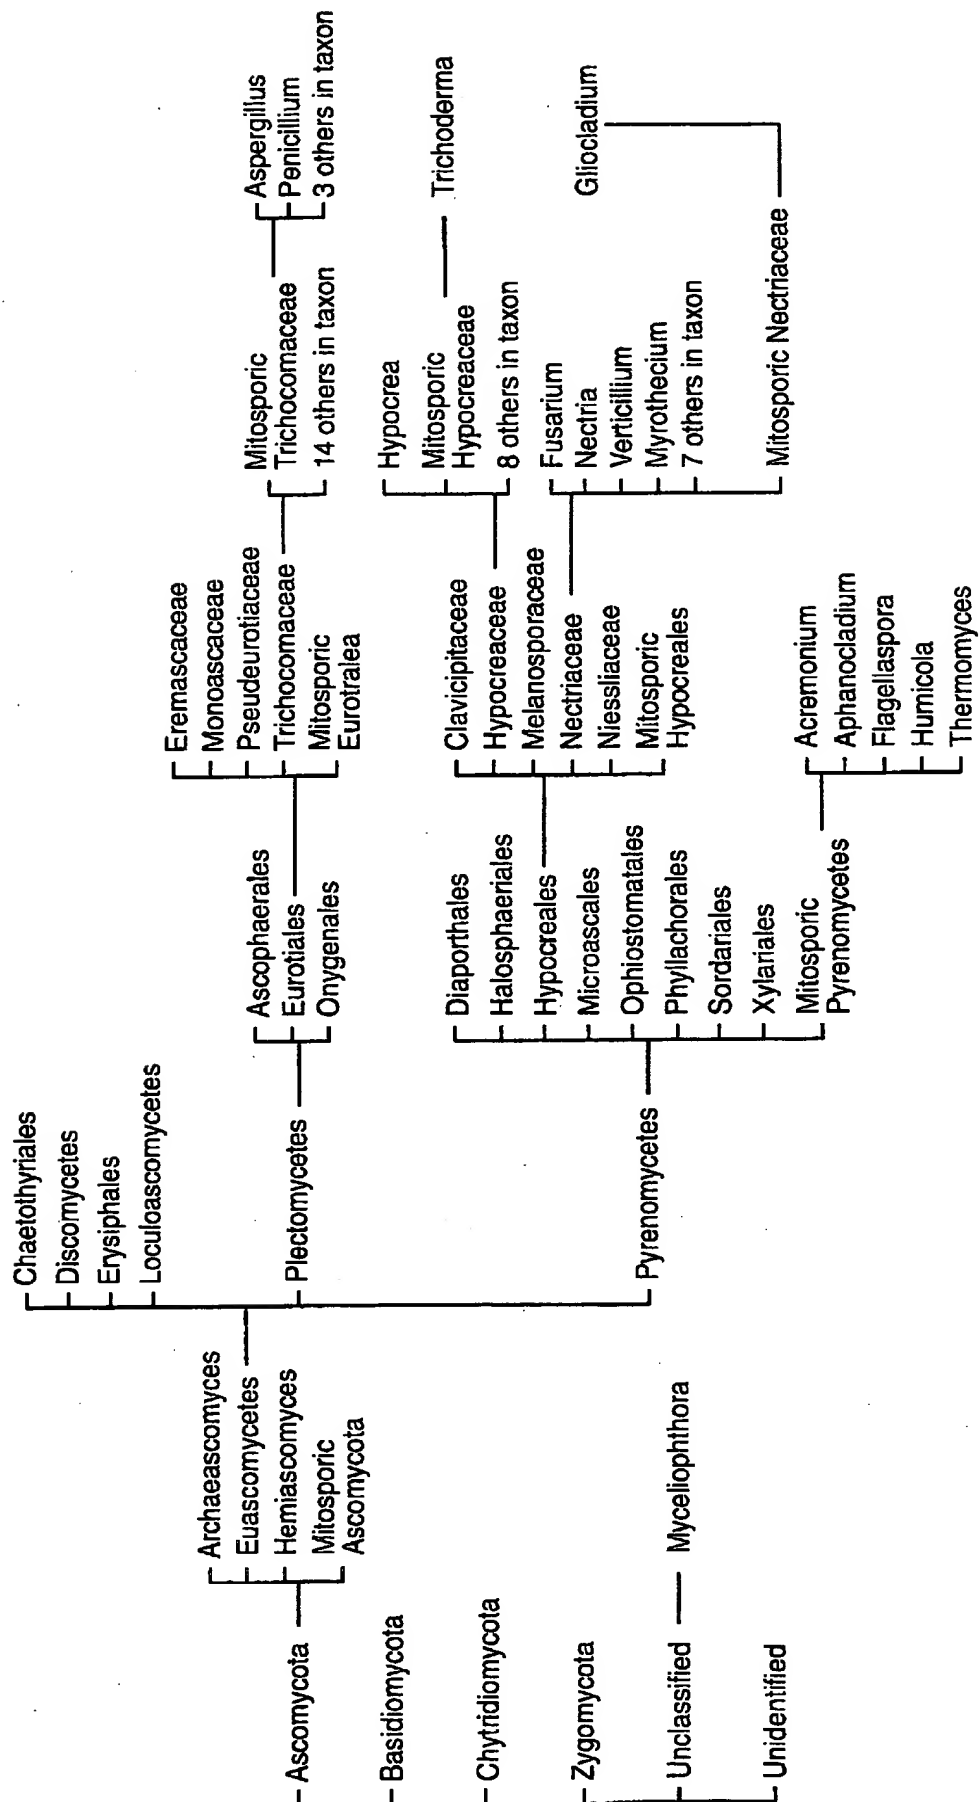 Ascomycota
Basidiomycota
Chytridiomycota
Zygomycota
Unclassified
Unidentified
Archaeascomyces
Euascomycetes
Hemiascomyces
Mitosporic
Ascomycota
Myceliophthora
Chaetothyriales
Discomycetes
Erysiphales
Loculoascomycetes
Plectomycetes
Pyrenomycetes
Ascophaerales
Eurotiales
Onygenales
Diaporthales
Halosphaeriales
Hypocreales
Microascales
Ophiostomatales
Phyllachorales
Sordariales
Xylariales
Mitosporic
Pyrenomycetes
Eremascaceae
Monoascaceae
Pseudeurotiaceae
Trichocomaceae
Mitosporic
Eurotralea
Clavicipitaceae
Hypocreaceae
Melanosporaceae
Nectriaceae
Niessliaceae
Mitosporic
Hypocreales
Acremonium
Aphanocladium
Flagellaspora
Humicola
Thermomyces
Mitosporic
Trichocomaceae
14 others in taxon
Hypocrea
Mitosporic
Hypocreaceae
8 others in taxon
Fusarium
Nectria
Verticillium
Myrothecium
7 others in taxon
Mitosporic Nectriaceae
Aspergillus
Penicillium
3 others in taxon
Trichoderma
Gliocladium